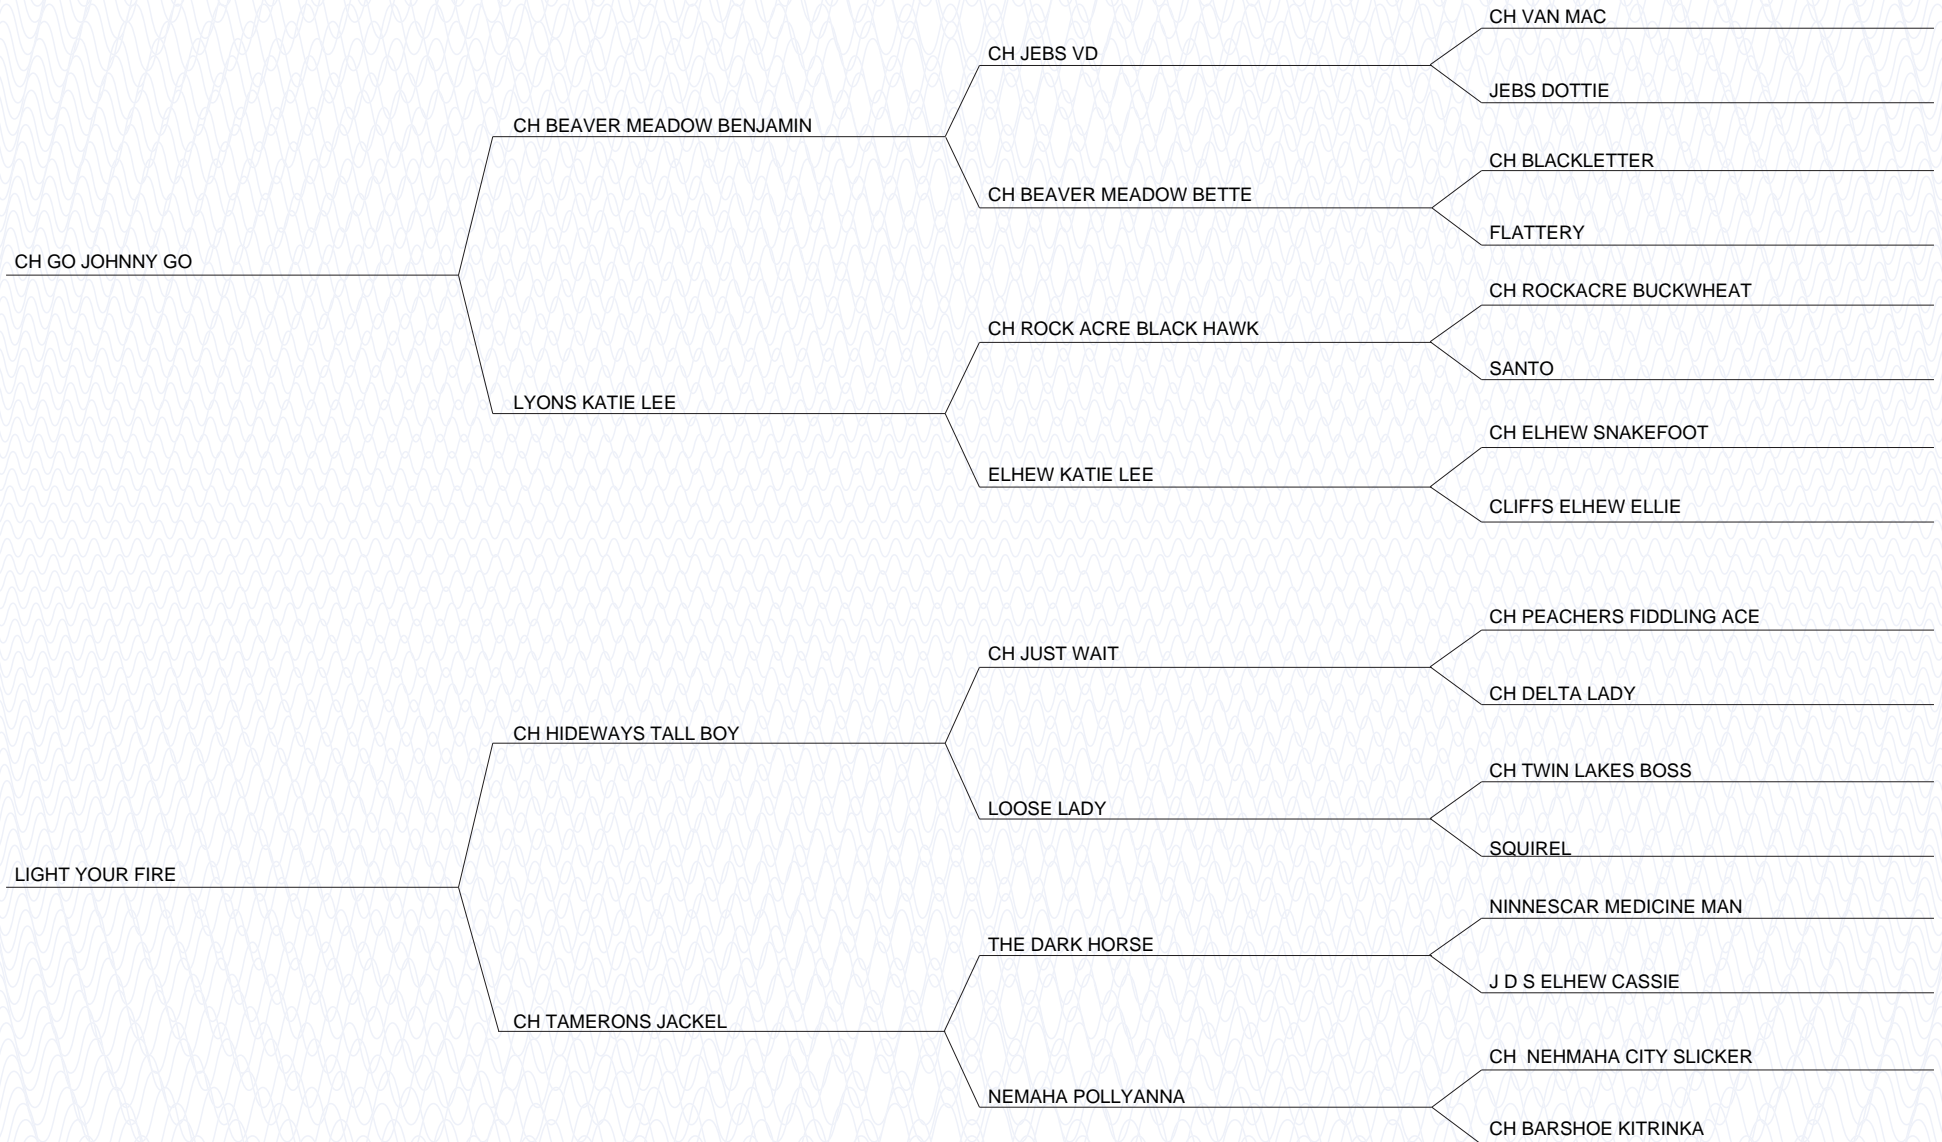 CH VAN MAC
CH JEBS VD
JEBS DOTTIE
CH BEAVER MEADOW BENJAMIN
CH BLACKLETTER
CH BEAVER MEADOW BETTE
FLATTERY
CH GO JOHNNY GO
CH ROCKACRE BUCKWHEAT
CH ROCK ACRE BLACK HAWK
SANTO
LYONS KATIE LEE
CH ELHEW SNAKEFOOT
ELHEW KATIE LEE
CLIFFS ELHEW ELLIE
CH PEACHERS FIDDLING ACE
CH JUST WAIT
CH DELTA LADY
CH HIDEWAYS TALL BOY
CH TWIN LAKES BOSS
LOOSE LADY
SQUIREL
LIGHT YOUR FIRE
NINNESCAR MEDICINE MAN
THE DARK HORSE
J D S ELHEW CASSIE
CH TAMERONS JACKEL
CH  NEHMAHA CITY SLICKER
NEMAHA POLLYANNA
CH BARSHOE KITRINKA